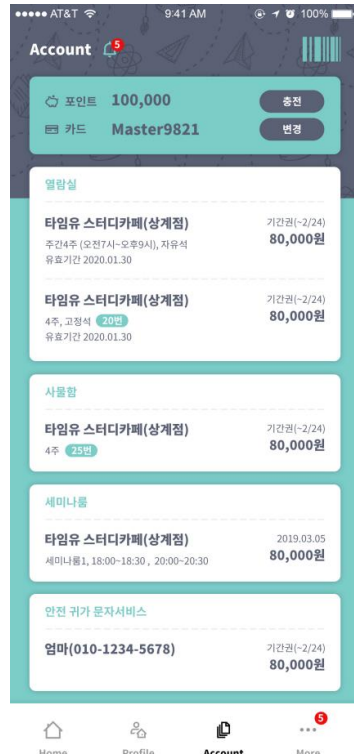 AT&T 9:41 AM 100%
Account 5
포인트 100,000 충전
카드 Master9821 변경
열람실
타임유 스터디카페(상계점) 기간권(~2/24)
주간4주 (오전7시~오후9시), 자유석 80,000원
유효기간 2020.01.30
타임유 스터디카페(상계점) 기간권(~2/24)
4주, 고정석 20번 80,000원
유효기간 2020.01.30
사물함
타임유 스터디카페(상계점) 기간권(~2/24)
4주 25번 80,000원
세미나룸
타임유 스터디카페(상계점) 2019.03.05
세미나룸1, 18:00~18:30 , 20:00~20:30 80,000원
안전 귀가 문자서비스
엄마(010-1234-5678) 기간권(~2/24)
80,000원
5
Home Profile Account More